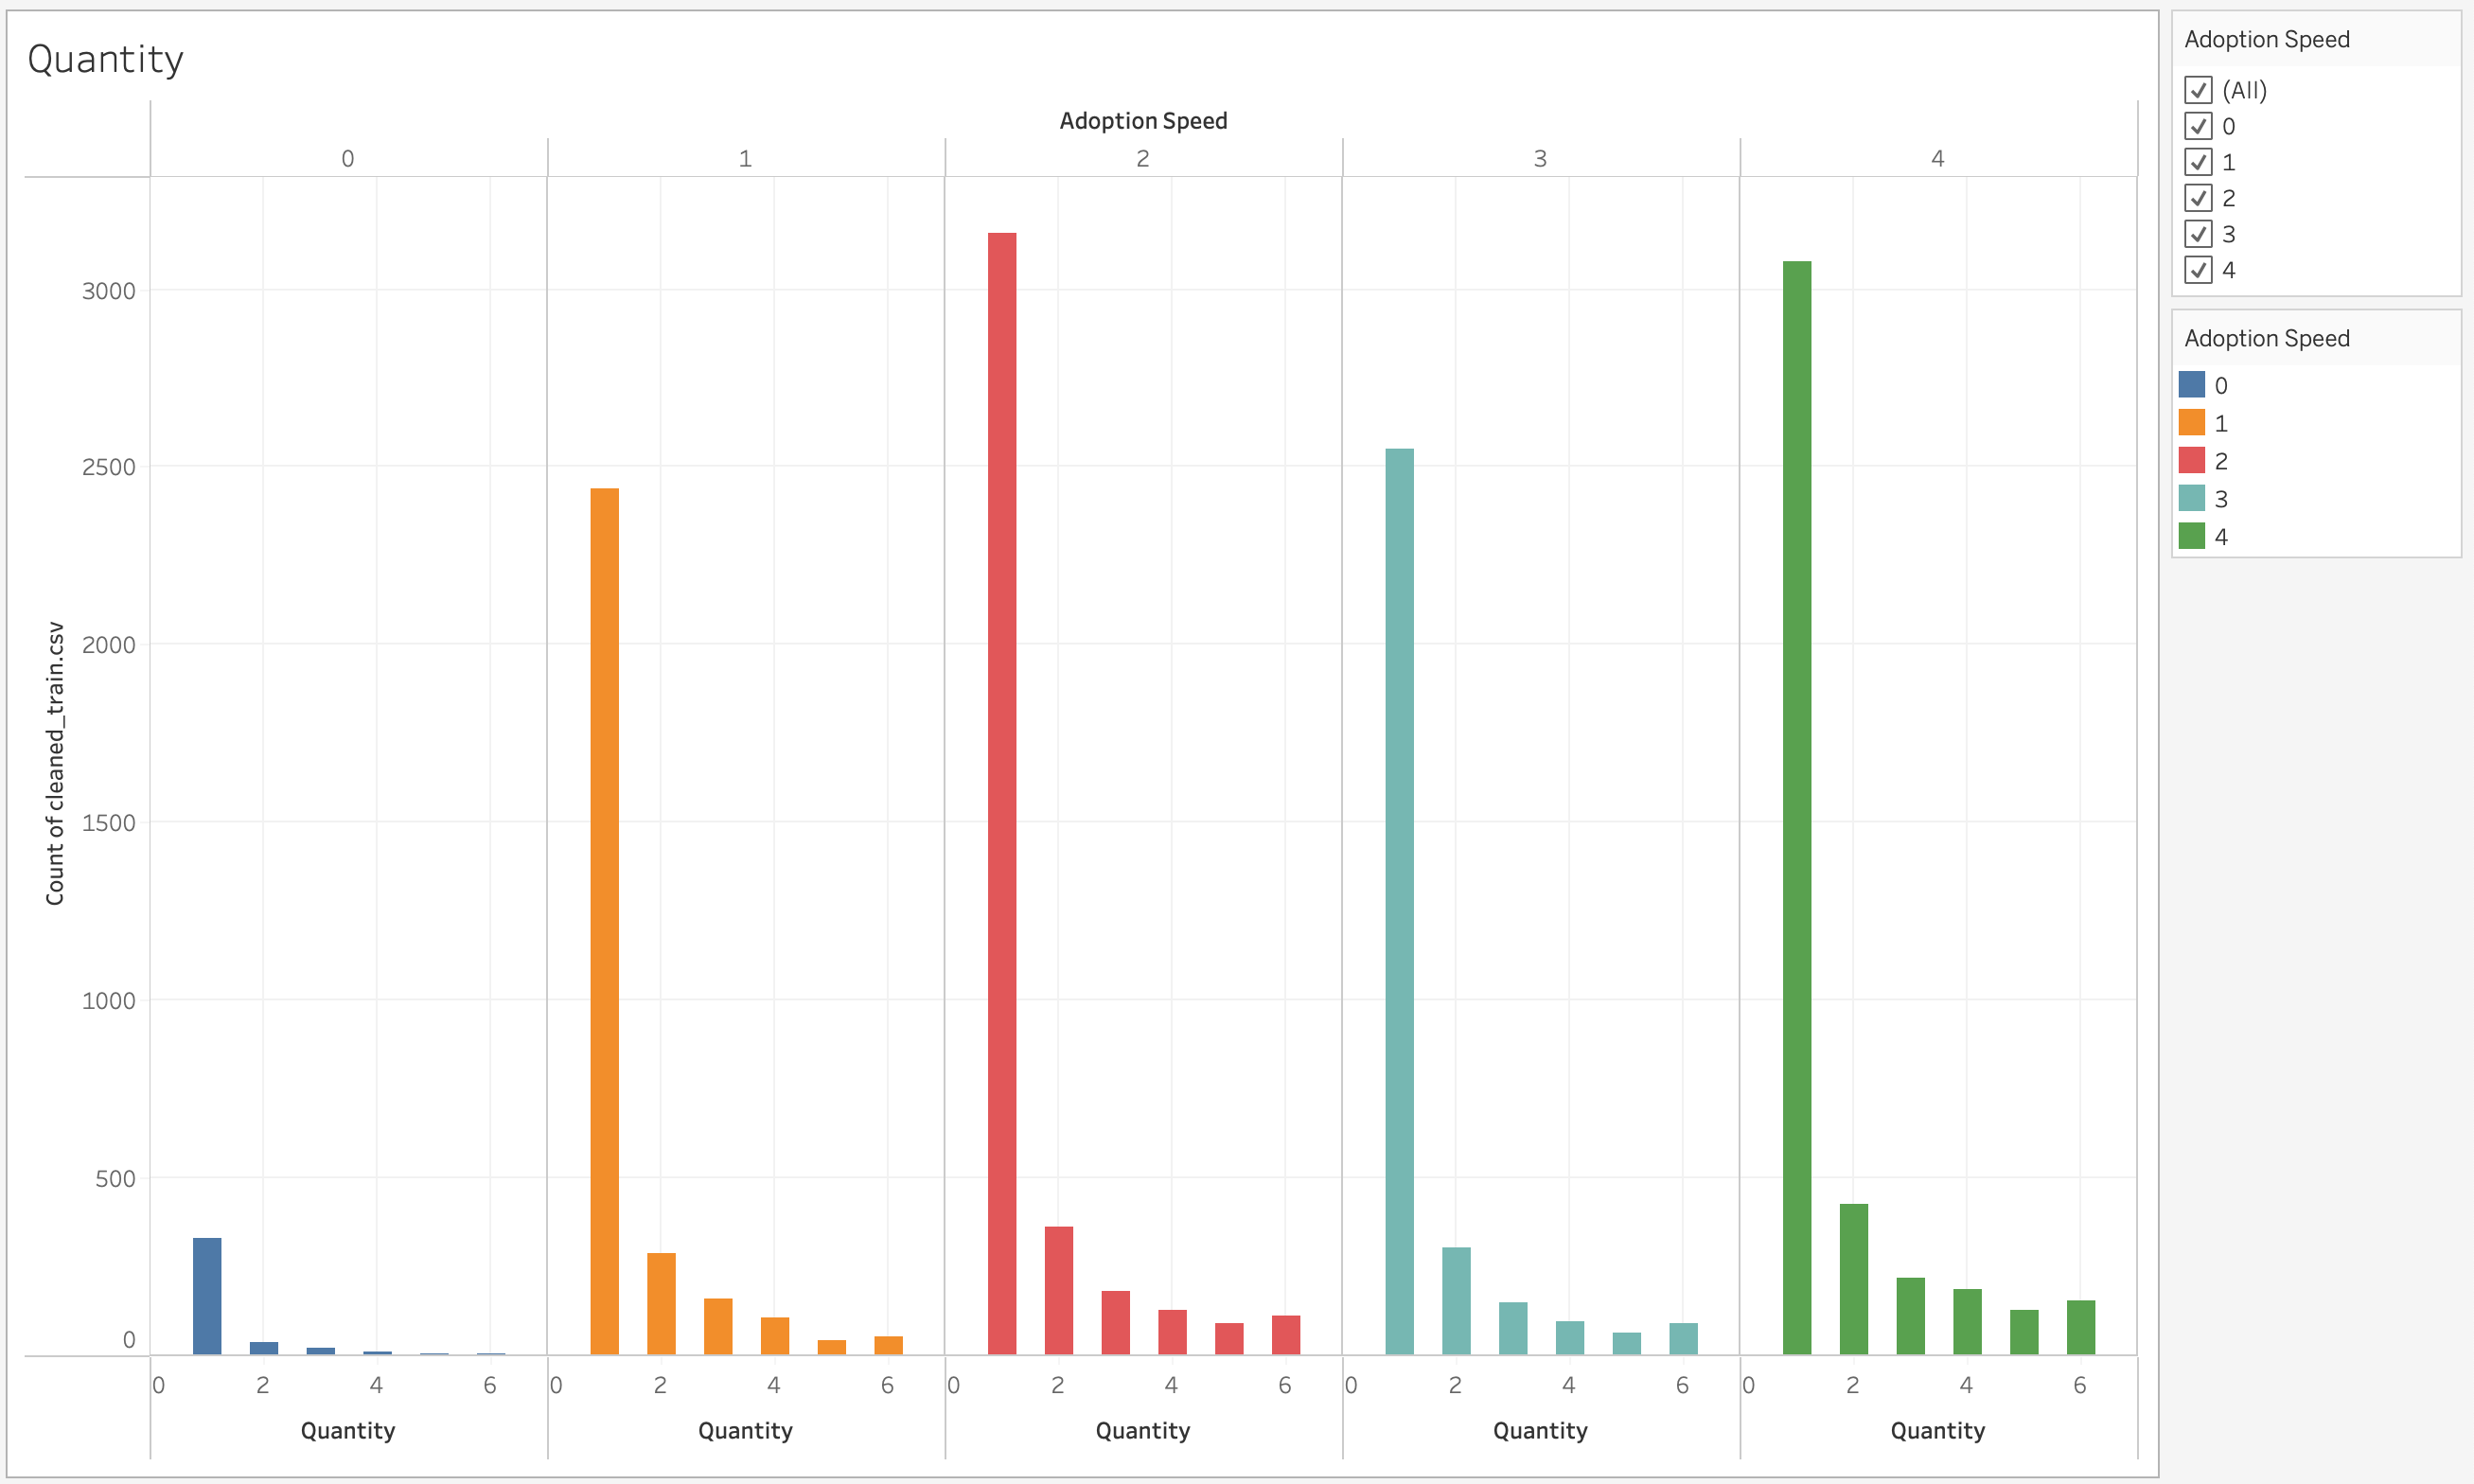 Quantity
Adoption Speed
0 1 2 3 4
Count of cleaned_train.csv
3000
2500
2000
1500
1000
500
0
0 2 4 6 0 2 4 6 0 2 4 6 0 2 4 6 0 2 4 6
Quantity Quantity Quantity Quantity Quantity
Adoption Speed
(All)
0
1
2
3
4
Adoption Speed
0
1
2
3
4